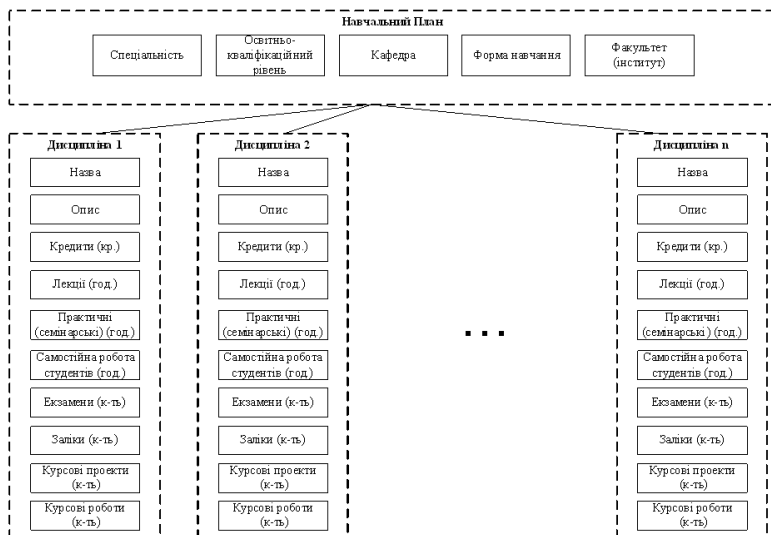 Навчальний План
Спеціальність
Освітньо-
кваліфікаційний
рівень
Кафедра
Форма навчання
Факультет
(інститут)
Дисципліна 1
Назва
Опис
Кредити (кр.)
Лекції (год.)
Практичні
(семінарські) (год.)
Самостійна робота
студентів (год.)
Екзамени (к-ть)
Заліки (к-ть)
Курсові проекти
(к-ть)
Курсові роботи
(к-ть)
Дисципліна 2
Назва
Опис
Кредити (кр.)
Лекції (год.)
Практичні
(семінарські) (год.)
Самостійна робота
студентів (год.)
Екзамени (к-ть)
Заліки (к-ть)
Курсові проекти
(к-ть)
Курсові роботи
(к-ть)
...
Дисципліна n
Назва
Опис
Кредити (кр.)
Лекції (год.)
Практичні
(семінарські) (год.)
Самостійна робота
студентів (год.)
Екзамени (к-ть)
Заліки (к-ть)
Курсові проекти
(к-ть)
Курсові роботи
(к-ть)